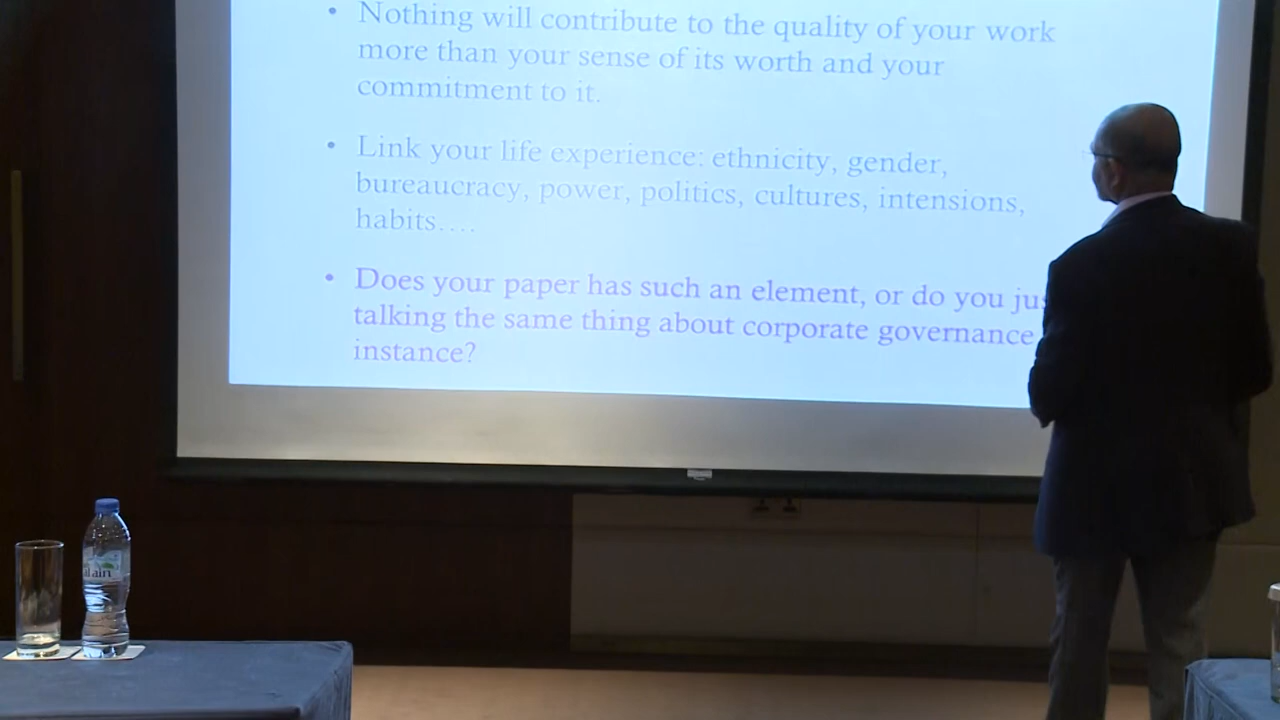 • Nothing will contribute to the quality of your work
more than your sense of its worth and your
commitment to it.
• Link your life experience: ethnicity, gender,
bureaucracy, power, politics, cultures, intensions,
habits....
• Does your paper has such an element, or do you
talking the same thing about corporate governance
instance?